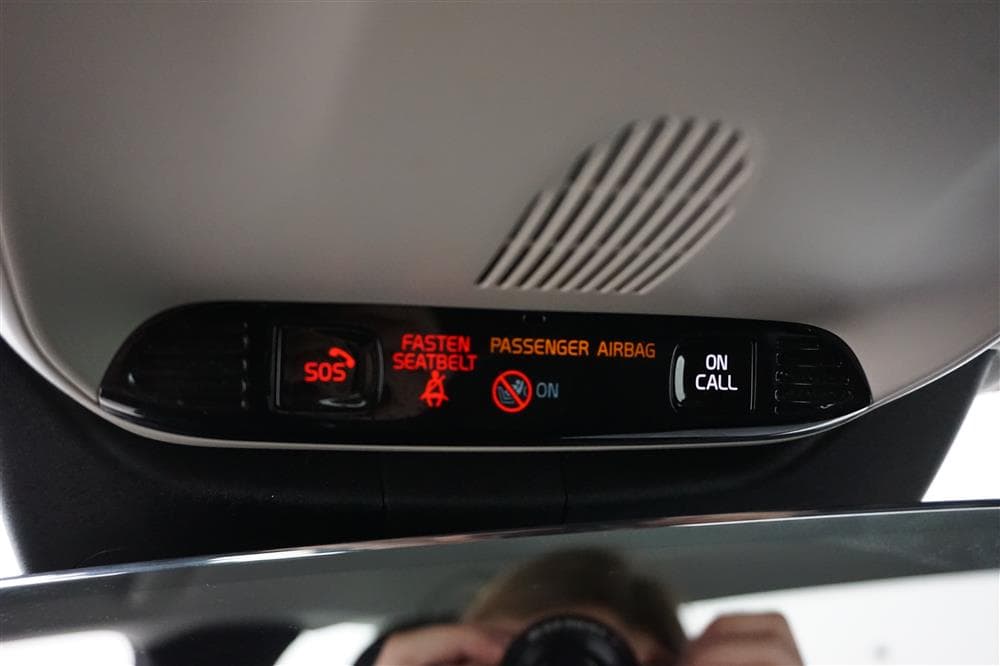 SOS
FASTEN
SEATBELT
PASSENGER AIRBAG
ON
ON
CALL